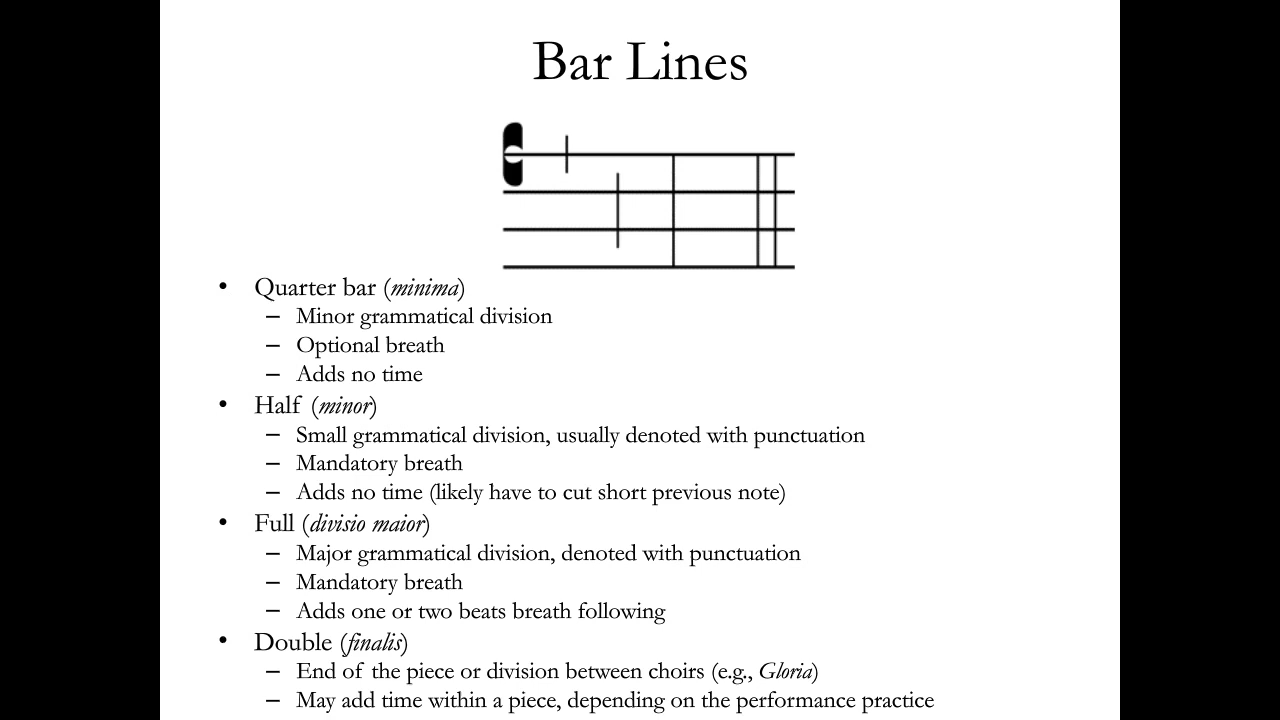 Bar Lines
• Quarter bar (minima)
– Minor grammatical division
– Optional breath
– Adds no time
• Half (minor)
– Small grammatical division, usually denoted with punctuation
– Mandatory breath
– Adds no time (likely have to cut short previous note)
• Full (divisio maior)
– Major grammatical division, denoted with punctuation
– Mandatory breath
– Adds one or two beats breath following
• Double (finalis)
– End of the piece or division between choirs (e.g., Gloria)
– May add time within a piece, depending on the performance practice